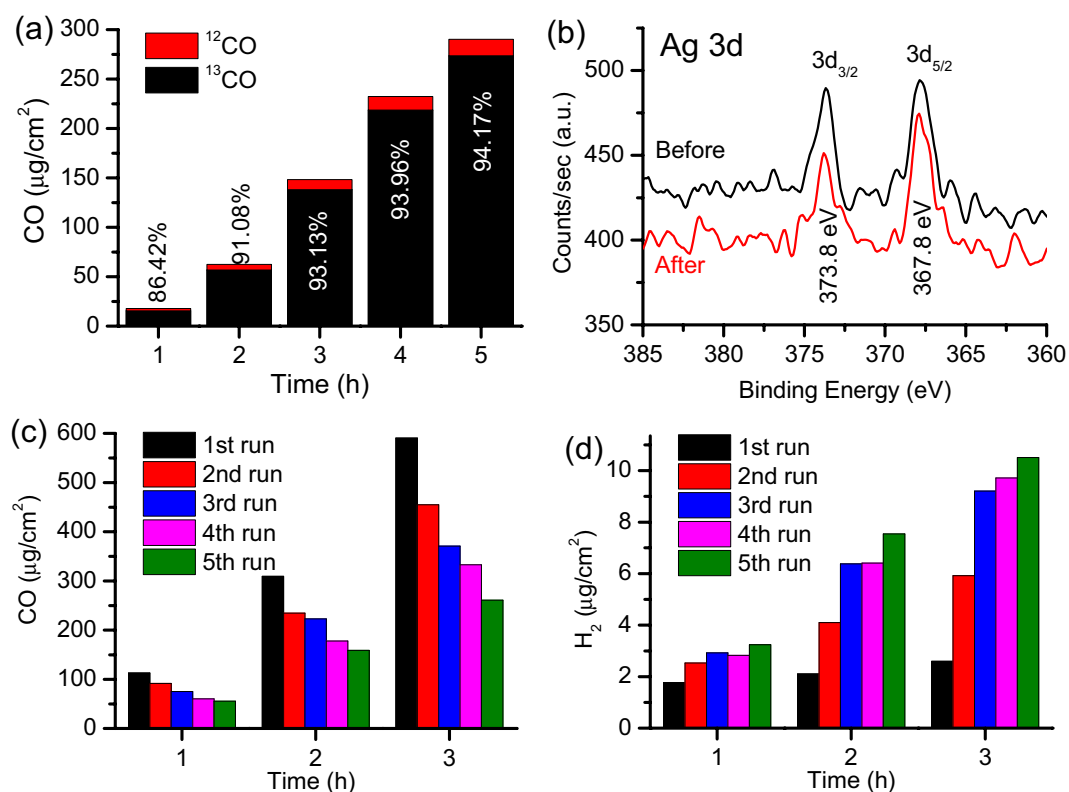 (a)
¹²CO
¹³CO
300
250
200
150
100
50
0
CO (μg/cm²)
86.42%
91.08%
93.13%
93.96%
94.17%
1 2 3 4 5
Time (h)
(b)
Ag 3d
3d₃/₂
3d₅/₂
Before
After
373.8 eV
367.8 eV
500
450
400
350
Counts/sec (a.u.)
385 380 375 370 365 360
Binding Energy (eV)
(c)
1st run
2nd run
3rd run
4th run
5th run
600
500
400
300
200
100
0
CO (μg/cm²)
1 2 3
Time (h)
(d)
1st run
2nd run
3rd run
4th run
5th run
10
8
6
4
2
0
H₂ (μg/cm²)
1 2 3
Time (h)